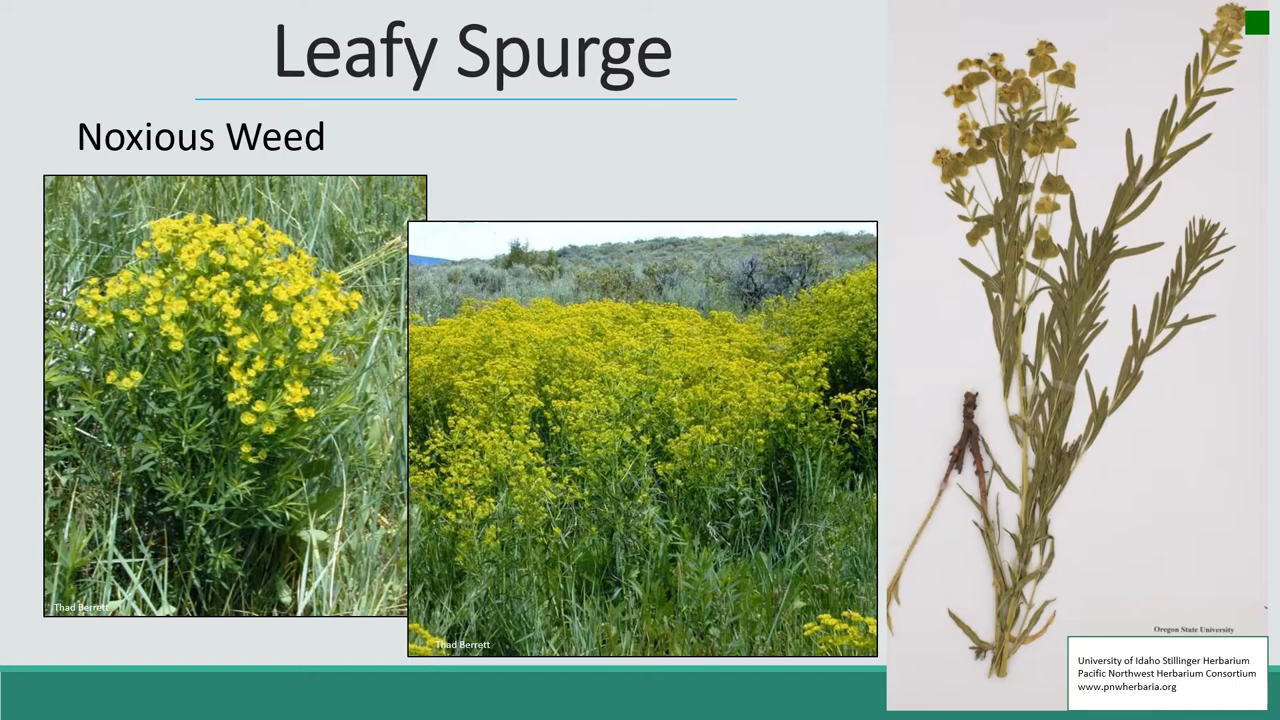 Leafy Spurge
Noxious Weed
Thad Berrett
Thad Berrett
Oregon State University
University of Idaho Stillinger Herbarium
Pacific Northwest Herbarium Consortium
www.pnwherbaria.org